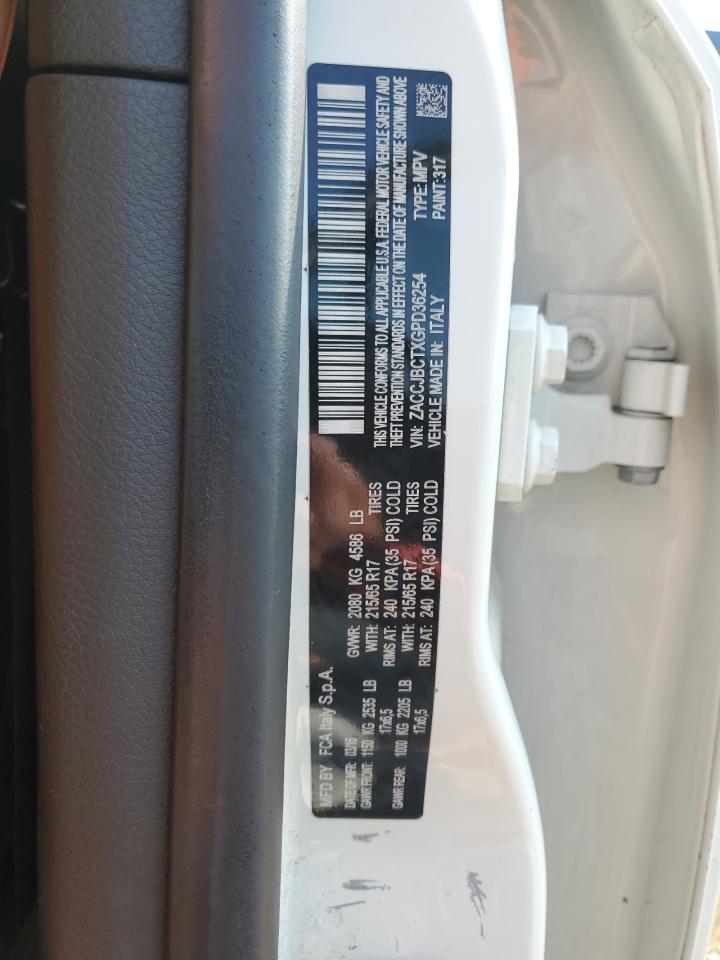 MFD BY FCA Italy S.p.A.
DATE OF MFR: 03/16
GVWR: 2080 KG 4586 LB
GAWR FRONT: 1150 KG 2535 LB
WITH: 215/65 R17 TIRES
17x6,5
RIMS AT: 240 KPA(35 PSI) COLD
GAWR REAR: 1000 KG 2205 LB
WITH: 215/65 R17 TIRES
17x6,5
RIMS AT: 240 KPA(35 PSI) COLD
THIS VEHICLE CONFORMS TO ALL APPLICABLE U.S.A. FEDERAL MOTOR VEHICLE SAFETY AND
THEFT PREVENTION STANDARDS IN EFFECT ON THE DATE OF MANUFACTURE SHOWN ABOVE
VIN: ZACCJBCTXGPD36254 TYPE: MPV
VEHICLE MADE IN: ITALY PAINT:317